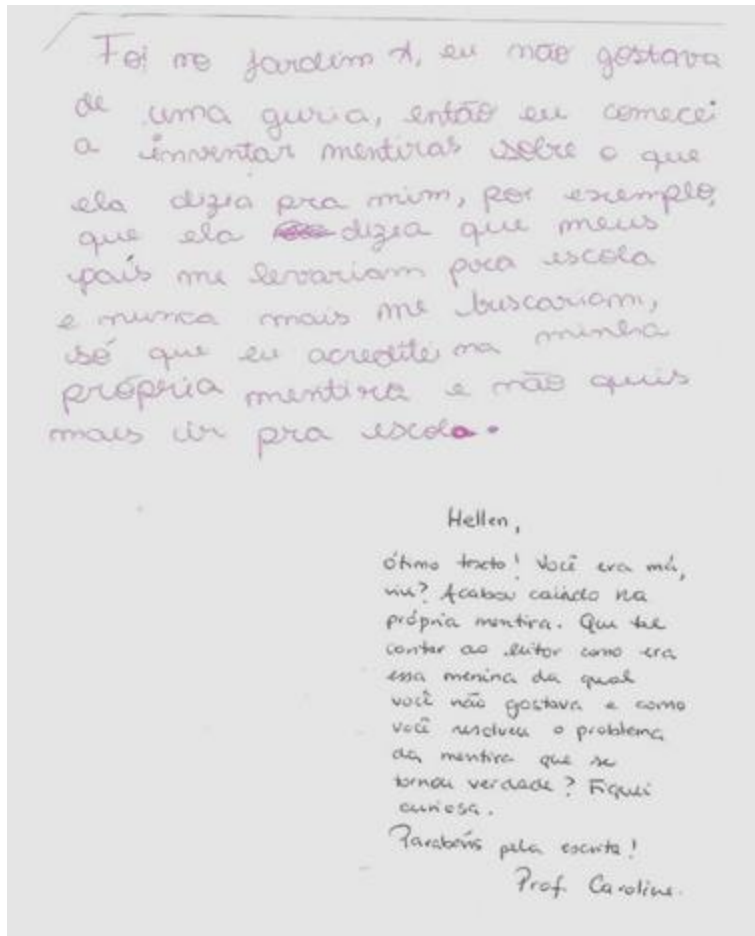 Foi no jardim A, eu não gostava
de uma guria, então eu comecei
a inventar mentiras sobre o que
ela dizia pra mim, por exemplo,
que ela dizia que meus
pais me levariam pra escola
e nunca mais me buscariam,
só que eu acreditei na minha
própria mentira e não quis
mais ir pra escola.
Hellen,
ótimo texto! Você era má,
viu? Acabou caindo na
própria mentira. Que tal
contar ao leitor como era
essa menina da qual
você não gostava e como
você resolveu o problema
da mentira que se
tornou verdade? Fiquei
curiosa.
Parabéns pela escrita!
Prof. Caroline.